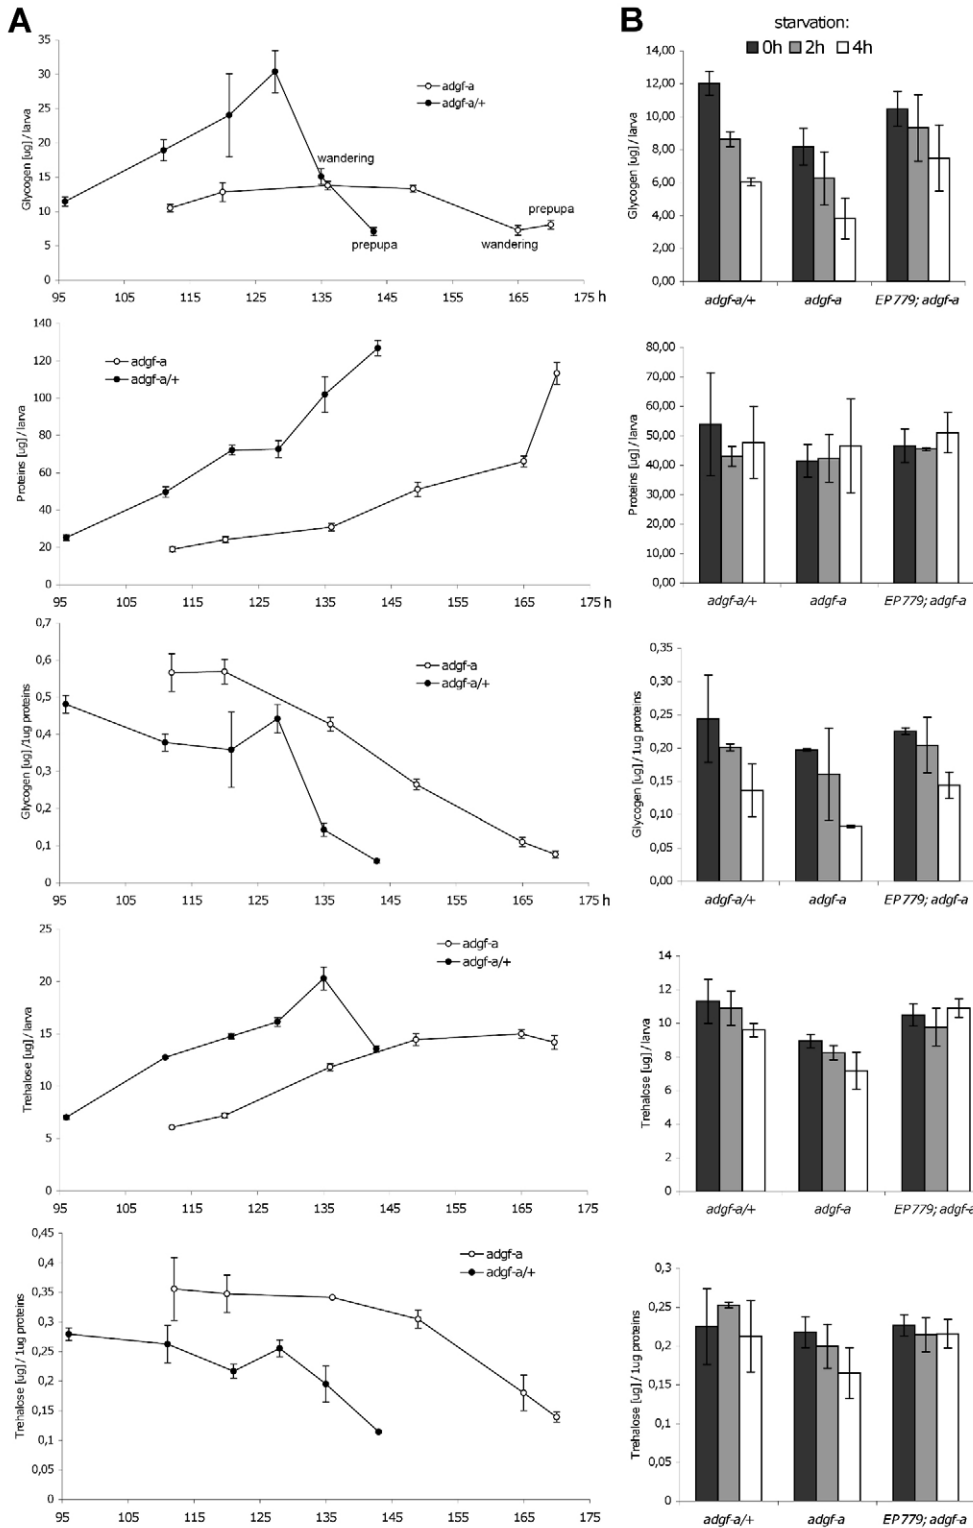 A
35
30
25
20
15
10
5
0
Glycogen [ug] / larva
adgf-a
adgf-a/+
wandering
prepupa
wandering
prepupa
95 105 115 125 135 145 155 165 175 h
140
120
100
80
60
40
20
0
Proteins [ug] / larva
adgf-a
adgf-a/+
95 105 115 125 135 145 155 165 175 h
0,7
0,6
0,5
0,4
0,3
0,2
0,1
0
Glycogen [ug] /1ug proteins
adgf-a
adgf-a/+
95 105 115 125 135 145 155 165 175 h
25
20
15
10
5
0
Trehalose [ug] / larva
adgf-a
adgf-a/+
95 105 115 125 135 145 155 165 175
0,45
0,4
0,35
0,3
0,25
0,2
0,15
0,1
0,05
0
Trehalose [ug] / 1ug proteins
adgf-a
adgf-a/+
95 105 115 125 135 145 155 165 175
B
starvation:
0h 2h 4h
14,00
12,00
10,00
8,00
6,00
4,00
2,00
0,00
Glycogen [ug] / larva
adgf-a/+ adgf-a EP779; adgf-a
80,00
70,00
60,00
50,00
40,00
30,00
20,00
10,00
0,00
Proteins [ug] / larva
adgf-a/+ adgf-a EP779; adgf-a
0,35
0,30
0,25
0,20
0,15
0,10
0,05
0,00
Glycogen [ug] / 1ug proteins
adgf-a/+ adgf-a EP779; adgf-a
14
12
10
8
6
4
2
0
Trehalose [ug] / larva
adgf-a/+ adgf-a EP779; adgf-a
0,3
0,25
0,2
0,15
0,1
0,05
0
Trehalose [ug] / 1ug proteins
adgf-a/+ adgf-a EP779; adgf-a